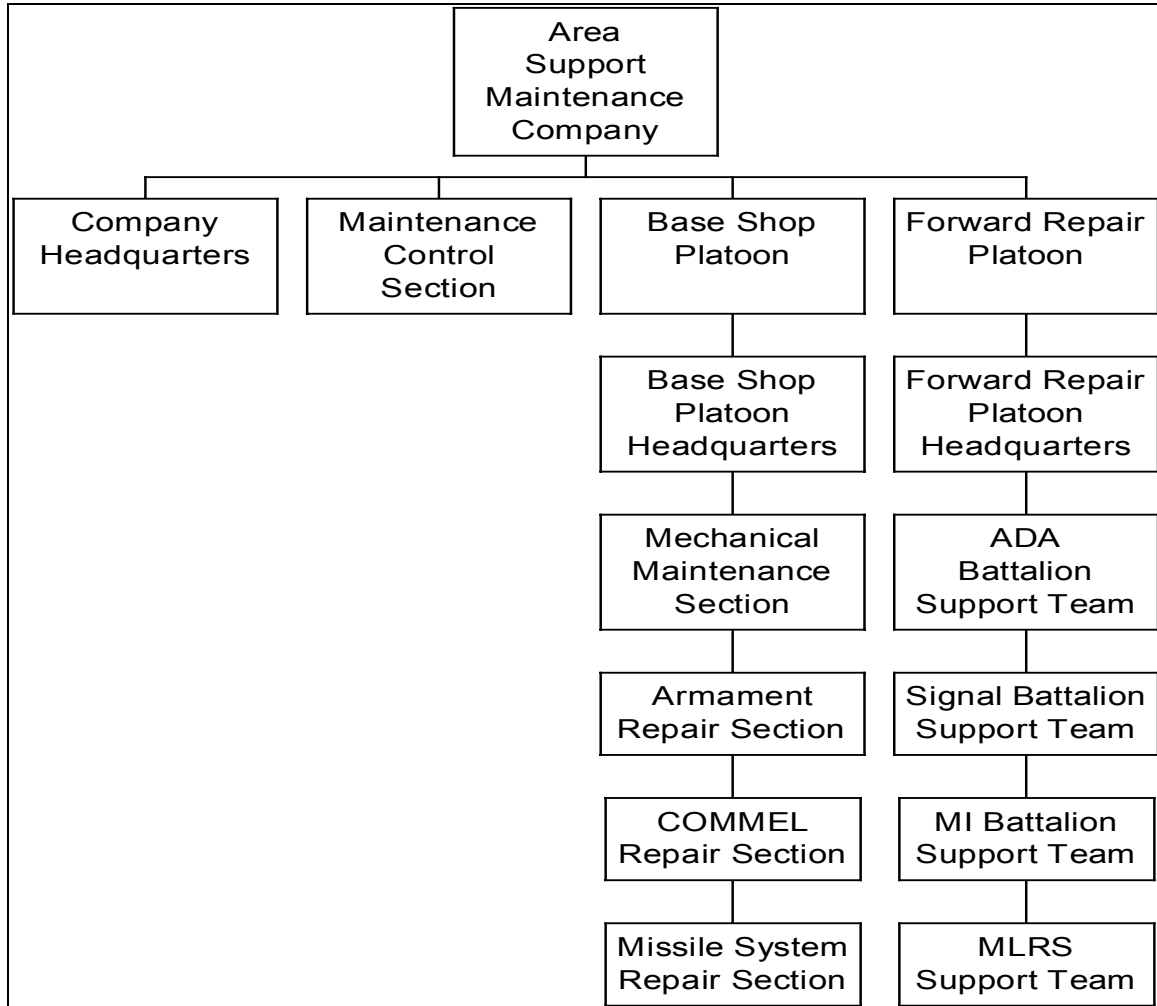 Area
Support
Maintenance
Company
Company
Headquarters
Maintenance
Control
Section
Base Shop
Platoon
Forward Repair
Platoon
Base Shop
Platoon
Headquarters
Forward Repair
Platoon
Headquarters
Mechanical
Maintenance
Section
ADA
Battalion
Support Team
Armament
Repair Section
Signal Battalion
Support Team
COMMEL
Repair Section
MI Battalion
Support Team
Missile System
Repair Section
MLRS
Support Team